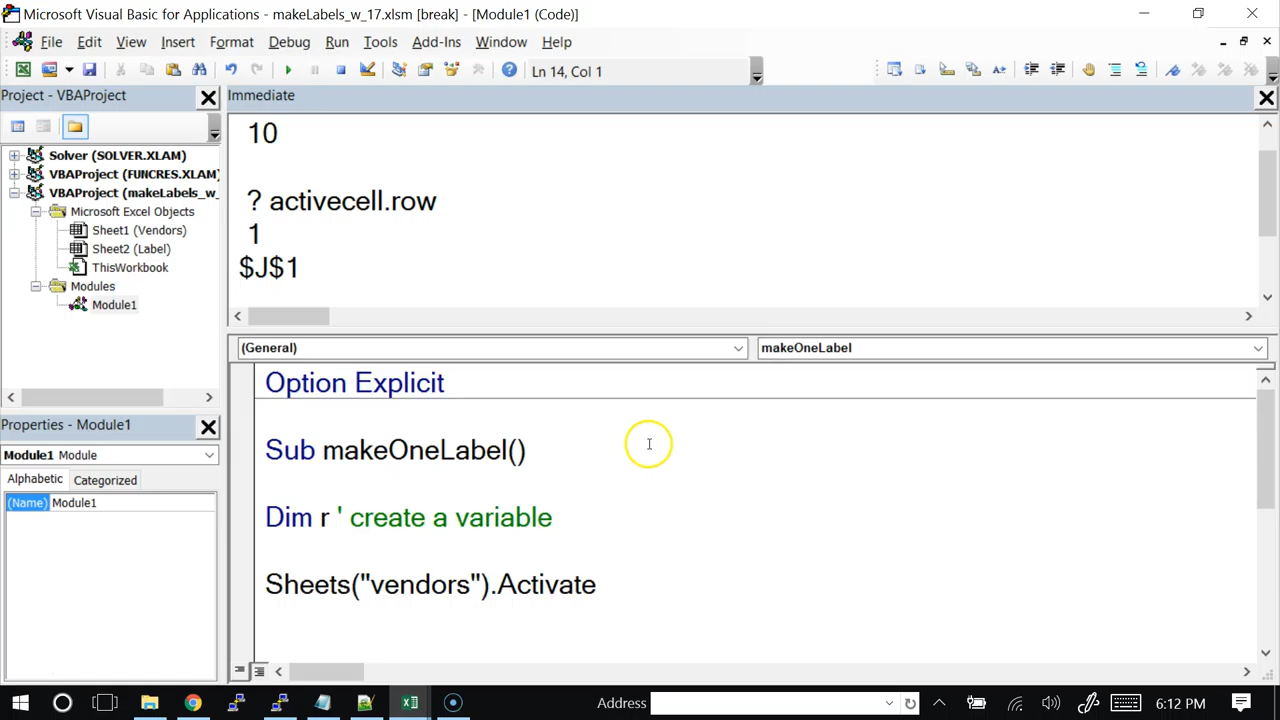 Microsoft Visual Basic for Applications - makeLabels_w_17.xlsm [break] - [Module1 (Code)]
File Edit View Insert Format Debug Run Tools Add-Ins Window Help
Ln 14, Col 1
Project - VBAProject
Immediate
10
Solver (SOLVER.XLAM)
VBAProject (FUNCRES.XLAM)
VBAProject (makeLabels_w_
Microsoft Excel Objects
Sheet1 (Vendors)
Sheet2 (Label)
ThisWorkbook
Modules
Module1
? activecell.row
1
$J$1
(General)
makeOneLabel
Option Explicit
Sub makeOneLabel()
Dim r ' create a variable
Sheets("vendors").Activate
Properties - Module1
Module1 Module
Alphabetic Categorized
(Name) Module1
Address
6:12 PM